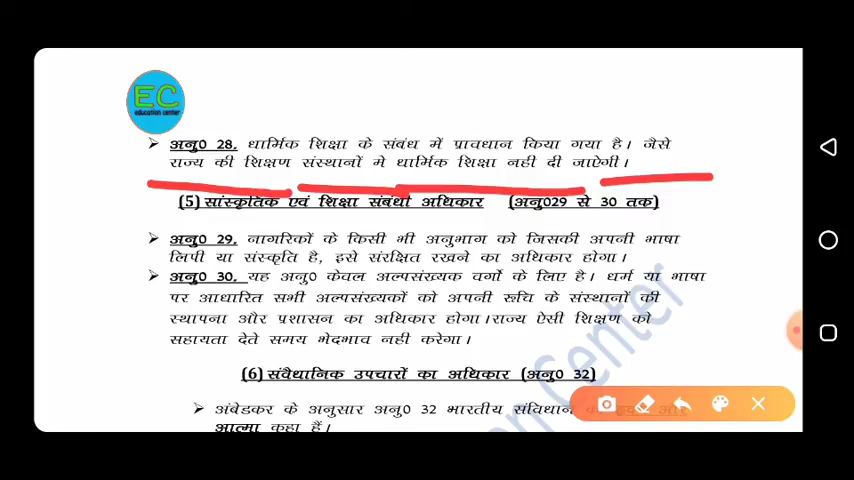 EC
education center
➢ अनु0 28, धार्मिक शिक्षा के संबंध में प्रावधान किया गया है। जैसे
राज्य की शिक्षण संस्थानों मे धार्मिक शिक्षा नही दी जाऐगी।
(5) सांस्कृतिक एवं शिक्षा संबंधी अधिकार (अनु029 से 30 तक)
➢ अनु0 29, नागरिकों के किसी भी अनुभाग को जिसकी अपनी भाषा
लिपी या संस्कृति है, इसे संरक्षित रखने का अधिकार होगा।
➢ अनु0 30, यह अनु0 केवल अल्पसंख्यक वर्गो के लिए है। धर्म या भाषा
पर आधारित सभी अल्पसंख्यकों को अपनी रूचि के संस्थानों की
स्थापना और प्रशासन का अधिकार होगा।राज्य ऐसी शिक्षण को
सहायता देते समय भेदभाव नही करेगा।
(6) संवैधानिक उपचारों का अधिकार (अनु0 32)
➢ अंबेडकर के अनुसार अनु0 32 भारतीय संविधान और
आत्मा कहा हैं।
Center